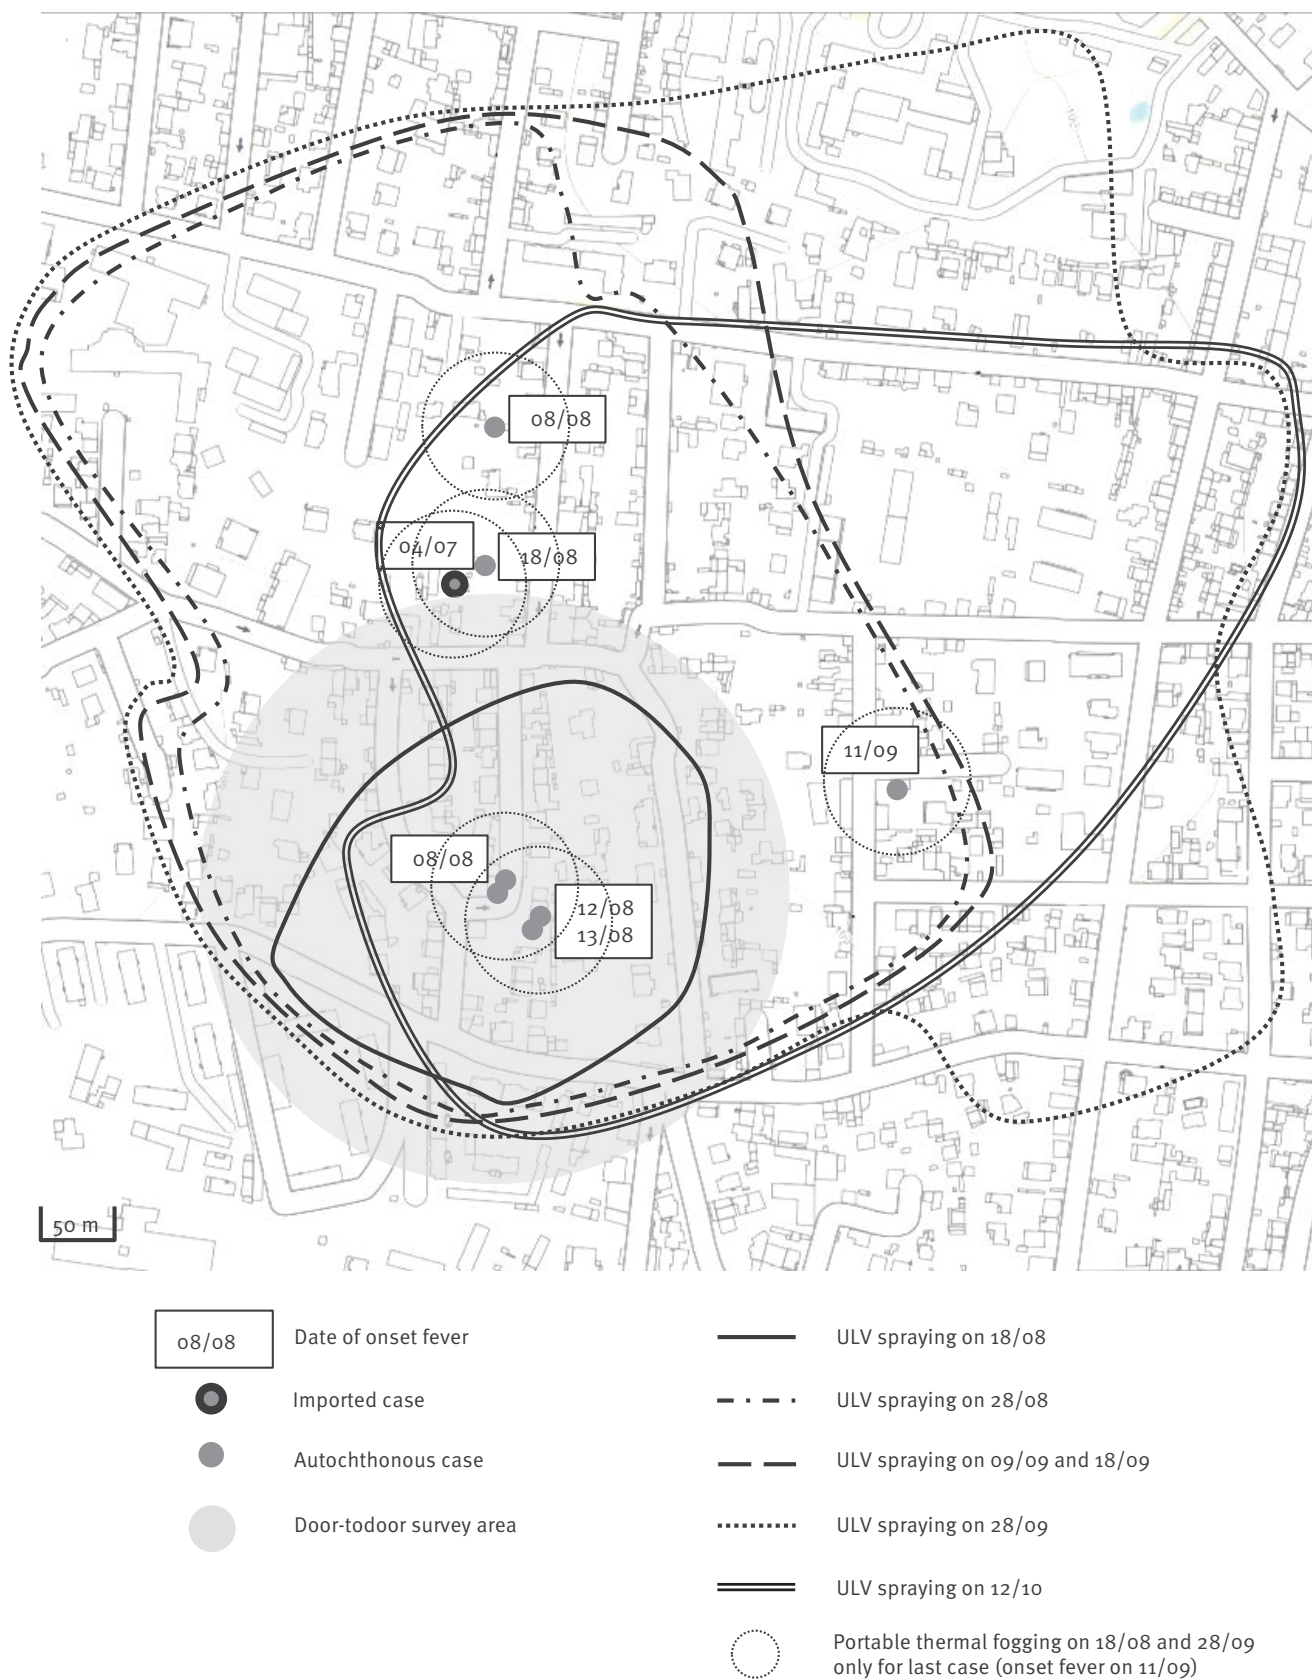 08/08
04/07
18/08
11/09
08/08
12/08
13/08
50 m
08/08
Date of onset fever
Imported case
Autochthonous case
Door-todoor survey area
ULV spraying on 18/08
ULV spraying on 28/08
ULV spraying on 09/09 and 18/09
ULV spraying on 28/09
ULV spraying on 12/10
Portable thermal fogging on 18/08 and 28/09
only for last case (onset fever on 11/09)